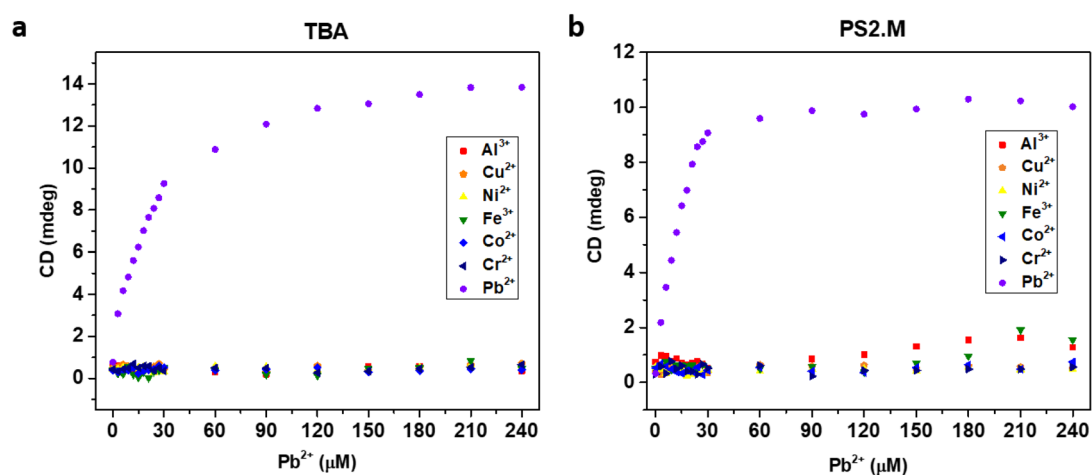 a
TBA
CD (mdeg)
14
12
10
8
6
4
2
0
Al³⁺
Cu²⁺
Ni²⁺
Fe³⁺
Co²⁺
Cr²⁺
Pb²⁺
0 30 60 90 120 150 180 210 240
Pb²⁺ (μM)
b
PS2.M
CD (mdeg)
12
10
8
6
4
2
0
Al³⁺
Cu²⁺
Ni²⁺
Fe³⁺
Co²⁺
Cr²⁺
Pb²⁺
0 30 60 90 120 150 180 210 240
Pb²⁺ (μM)